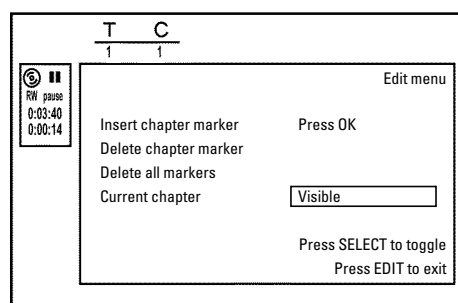 T C
1 1
RW pause
0:03:40
0:00:14
Edit menu
Insert chapter marker Press OK
Delete chapter marker
Delete all markers
Current chapter Visible
Press SELECT to toggle
Press EDIT to exit